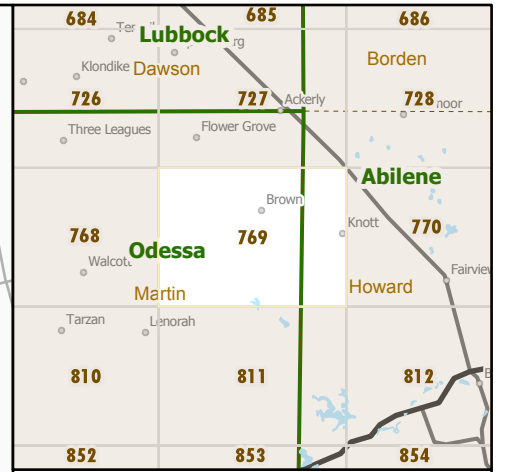 684
685
686
Lubbock
Borden
Klondike
Dawson
726
727
Ackerly
728
Three Leagues
Flower Grove
Abilene
Brown
Knott
768
769
770
Odessa
Fairview
Martin
Howard
Tarzan
Lenorah
810
811
812
852
853
854